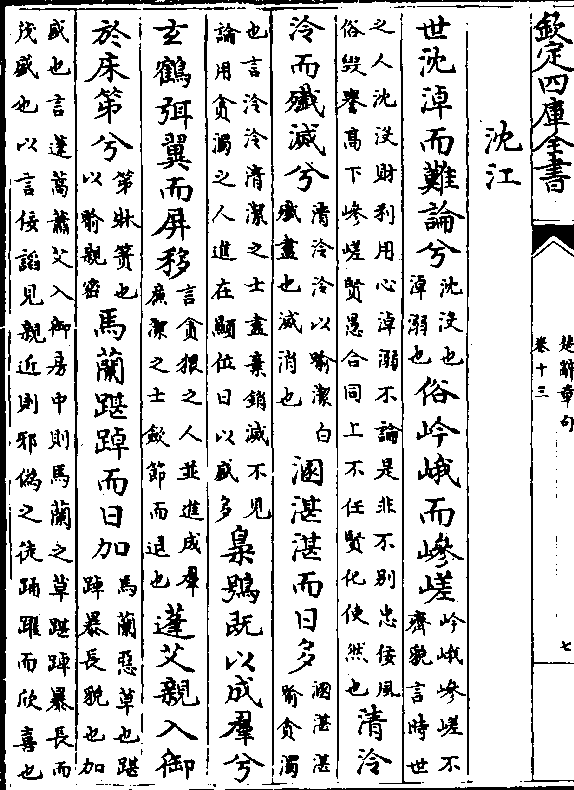 欽定四庫全書
楚辭章句
卷十三
七
沈江
世沈淖而難論兮沈沒也淖溺也俗岒峨而嵾嵯岒峨嵾嵯不齊貌言時世
之人沈沒財利用心淖溺不論是非不別忠佞風俗毀譽高下嵾嵯賢愚合同上不任賢化使然也清泠
泠而殲滅兮清泠泠以喻潔白殲盡也滅消也溷湛湛而日多溷湛湛喻貪濁
也言泠泠清潔之士盡棄銷滅不見論用貪濁之人進在顯位日以盛多梟鴞既以成羣兮
玄鶴弭翼而屏移言貪狠之人並進成羣廉潔之士歛節而退也蓬艾親入御
於床笫兮笫牀簀也以喻親密馬蘭踸踔而日加馬蘭惡草也踸踔暴長貌也加
盛也言蓬蒿蕭艾入御房中則馬蘭之草踸踔暴長而茂盛也以言佞諂見親近則邪偽之徒踊躍而欣喜也